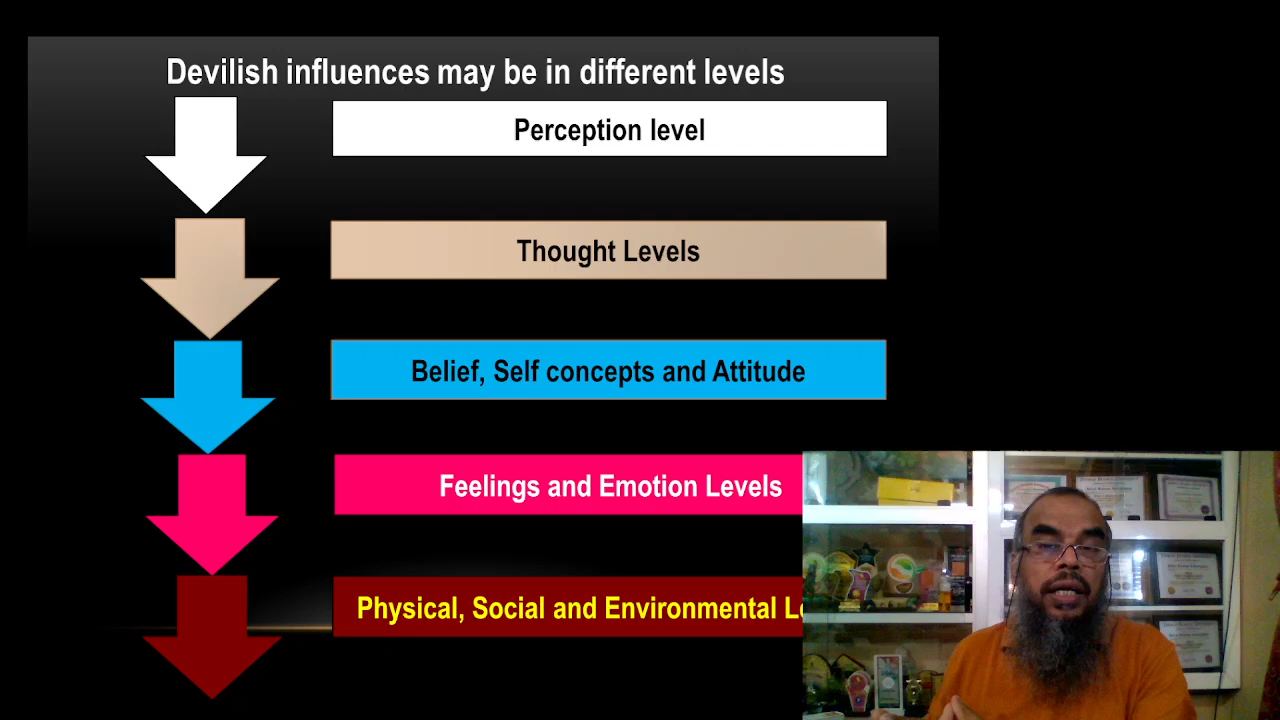 Devilish influences may be in different levels
Perception level
Thought Levels
Belief, Self concepts and Attitude
Feelings and Emotion Levels
Physical, Social and Environmental L